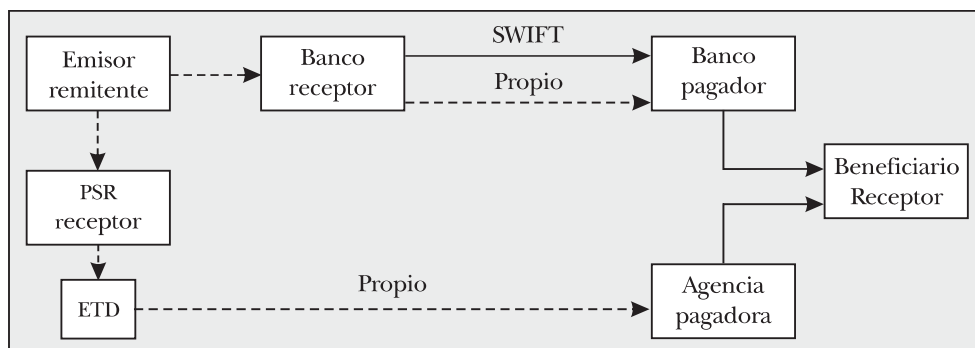 SWIFT
Emisor
remitente
Banco
receptor
Propio
Banco
pagador
Beneficiario
Receptor
PSR
receptor
ETD
Propio
Agencia
pagadora